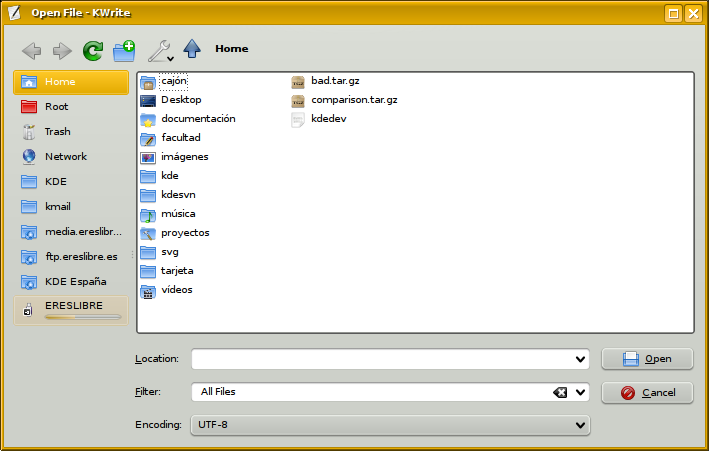 Open File - KWrite
Home
Home
Root
Trash
Network
KDE
kmail
media.ereslibr...
ftp.ereslibre.es
KDE España
ERESLIBRE
cajón
Desktop
documentación
facultad
imágenes
kde
kdesvn
música
proyectos
svg
tarjeta
vídeos
bad.tar.gz
comparison.tar.gz
kdedev
Location:
Open
Filter: All Files
Cancel
Encoding: UTF-8